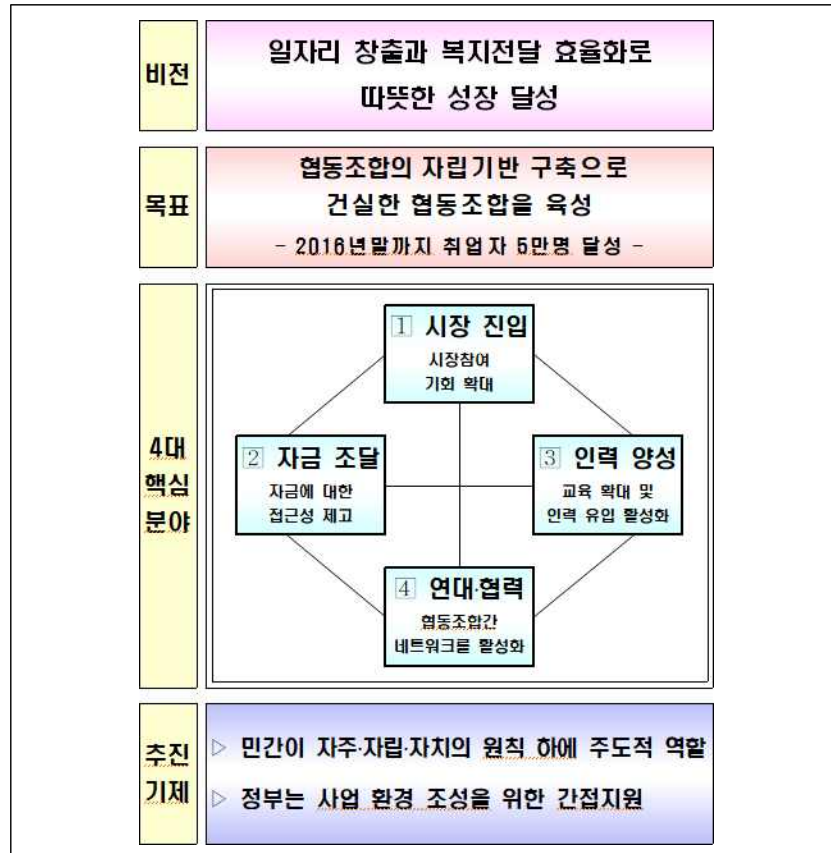 비전
일자리 창출과 복지전달 효율화로
따뜻한 성장 달성
목표
협동조합의 자립기반 구축으로
건실한 협동조합을 육성
- 2016년말까지 취업자 5만명 달성 -
4대
핵심
분야
1 시장 진입
시장참여
기회 확대
2 자금 조달
자금에 대한
접근성 제고
3 인력 양성
교육 확대 및
인력 유입 활성화
4 연대·협력
협동조합간
네트워크를 활성화
추진
기제
▷ 민간이 자주·자립·자치의 원칙 하에 주도적 역할
▷ 정부는 사업 환경 조성을 위한 간접지원